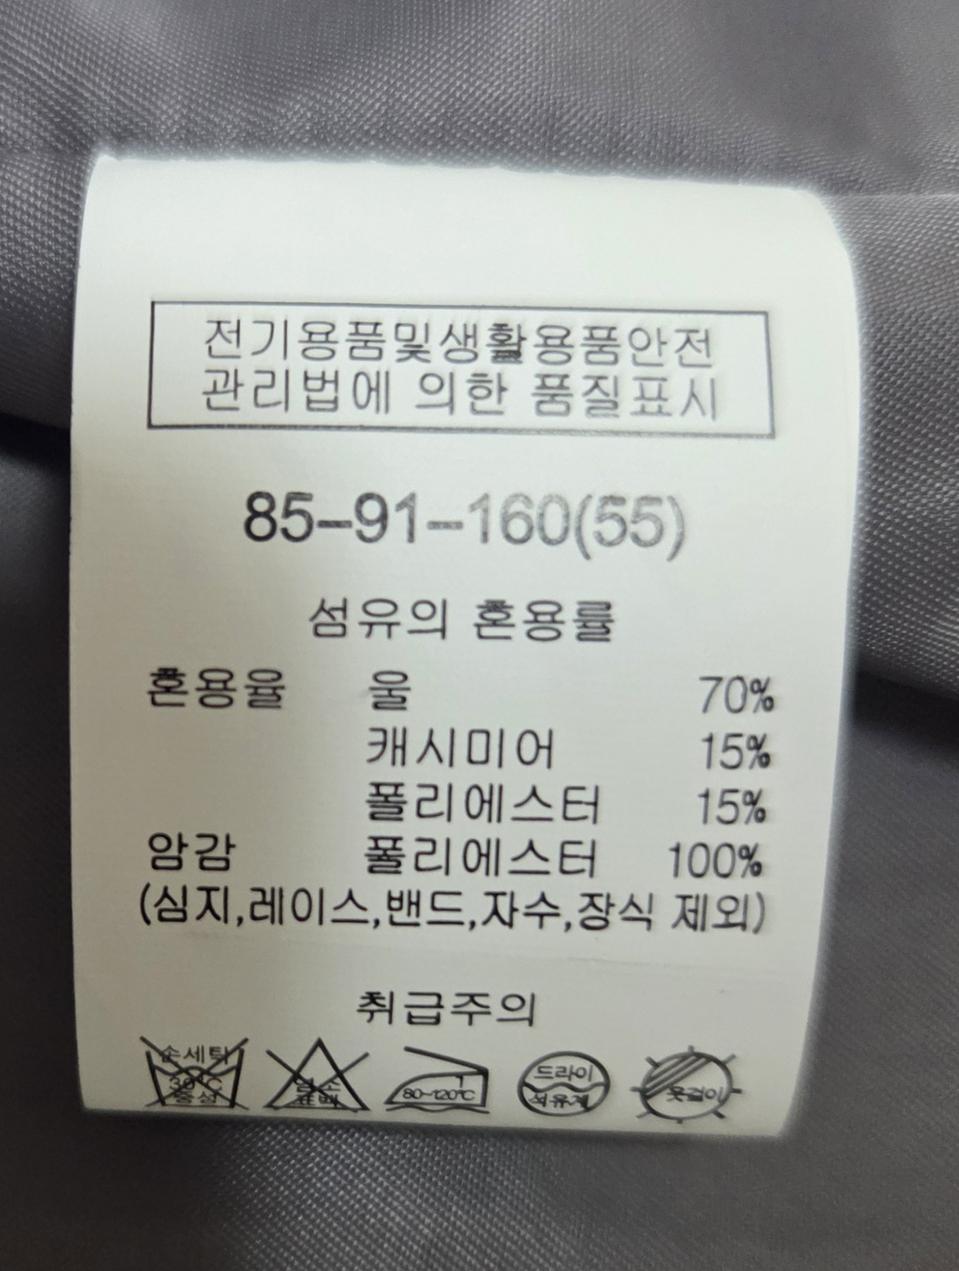 전기용품및생활용품안전
관리법에 의한 품질표시
85-91-160(55)
섬유의 혼용률
혼용율 울 70%
캐시미어 15%
폴리에스터 15%
암감 폴리에스터 100%
(심지,레이스,밴드,자수,장식 제외)
취급주의
손세탁
30°C
중성
염소
표백
80~120°C
드라이
석유계
옷걸이